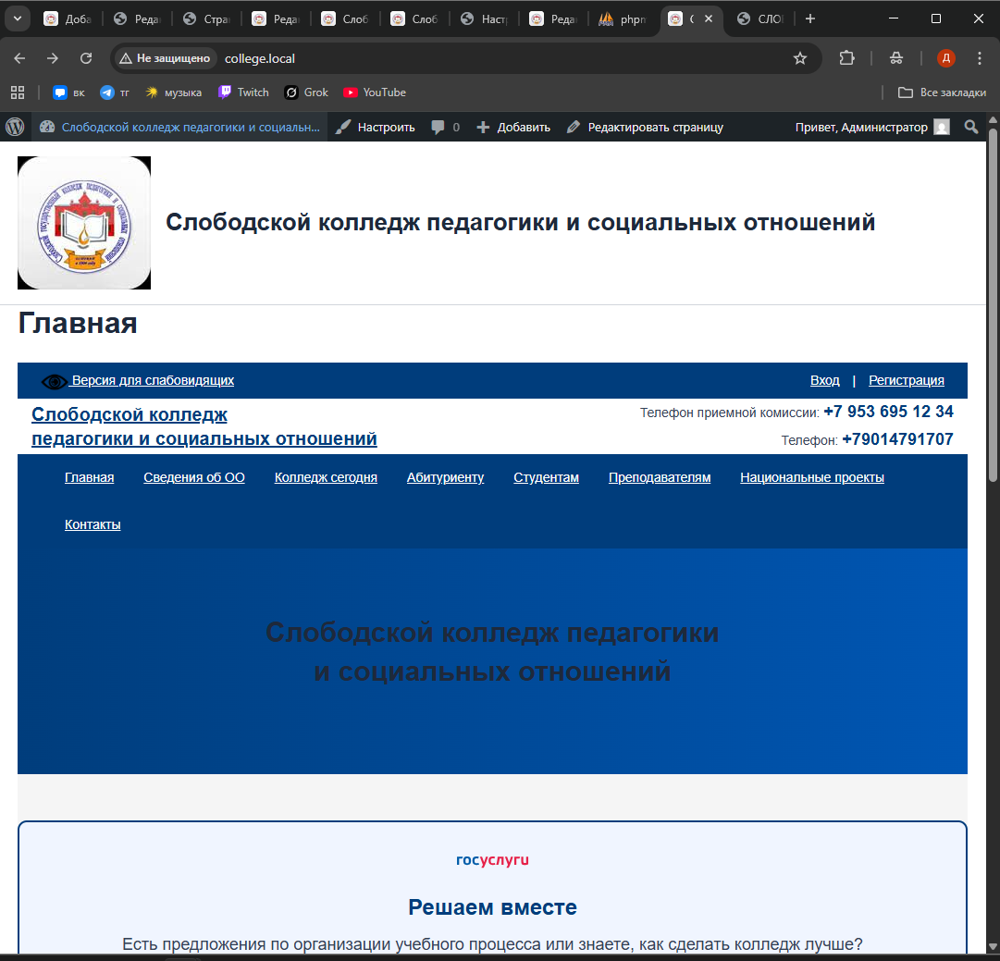 Доба
Реда
Стра
Реда
Слоб
Слоб
Наст
Реда
phpm
С
СЛОІ
Не защищено
college.local
Д
вк
тг
музыка
Twitch
Grok
YouTube
Все закладки
Слободской колледж педагогики и социальн...
Настроить
0
Добавить
Редактировать страницу
Привет, Администратор
Слободской колледж педагогики и социальных отношений
Главная
Версия для слабовидящих
Вход | Регистрация
Слободской колледж
педагогики и социальных отношений
Телефон приемной комиссии: +7 953 695 12 34
Телефон: +79014791707
Главная
Сведения об ОО
Колледж сегодня
Абитуриенту
Студентам
Преподавателям
Национальные проекты
Контакты
Слободской колледж педагогики
и социальных отношений
госуслуги
Решаем вместе
Есть предложения по организации учебного процесса или знаете, как сделать колледж лучше?